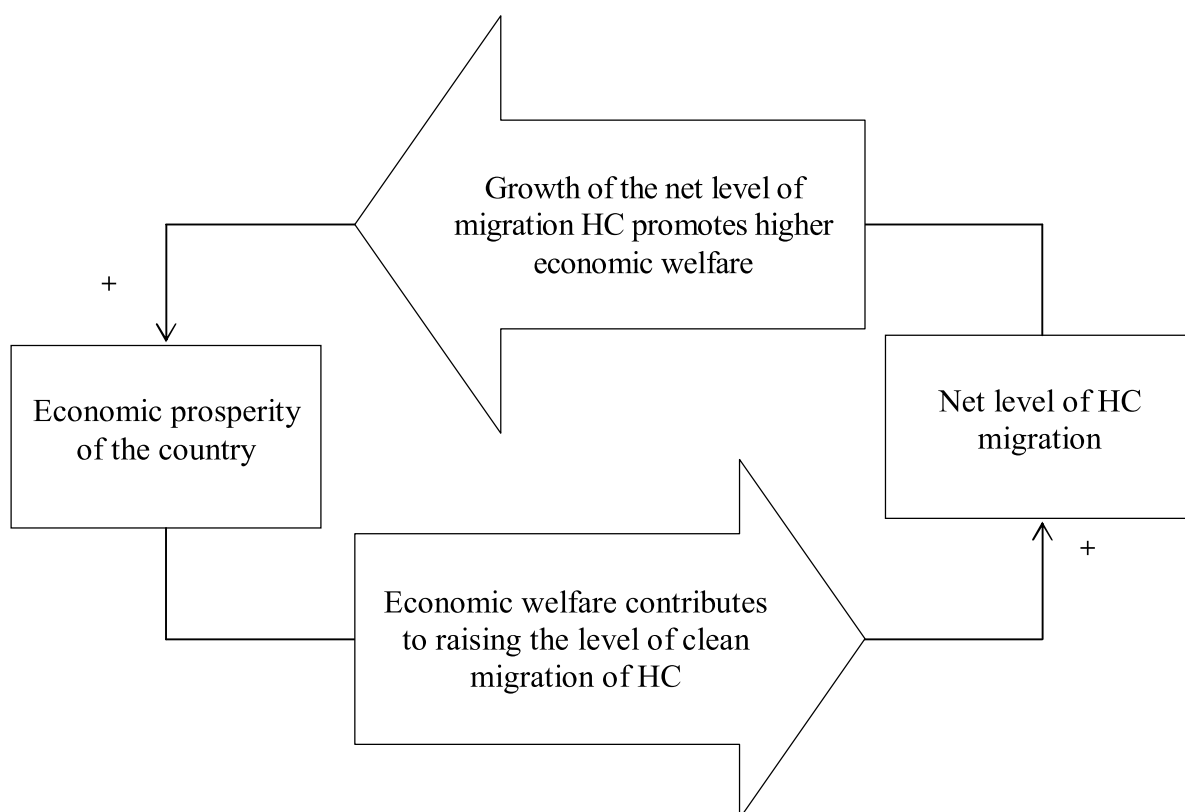 Growth of the net level of
migration HC promotes higher
economic welfare
+
Economic prosperity
of the country
Net level of HC
migration
+
Economic welfare contributes
to raising the level of clean
migration of HC